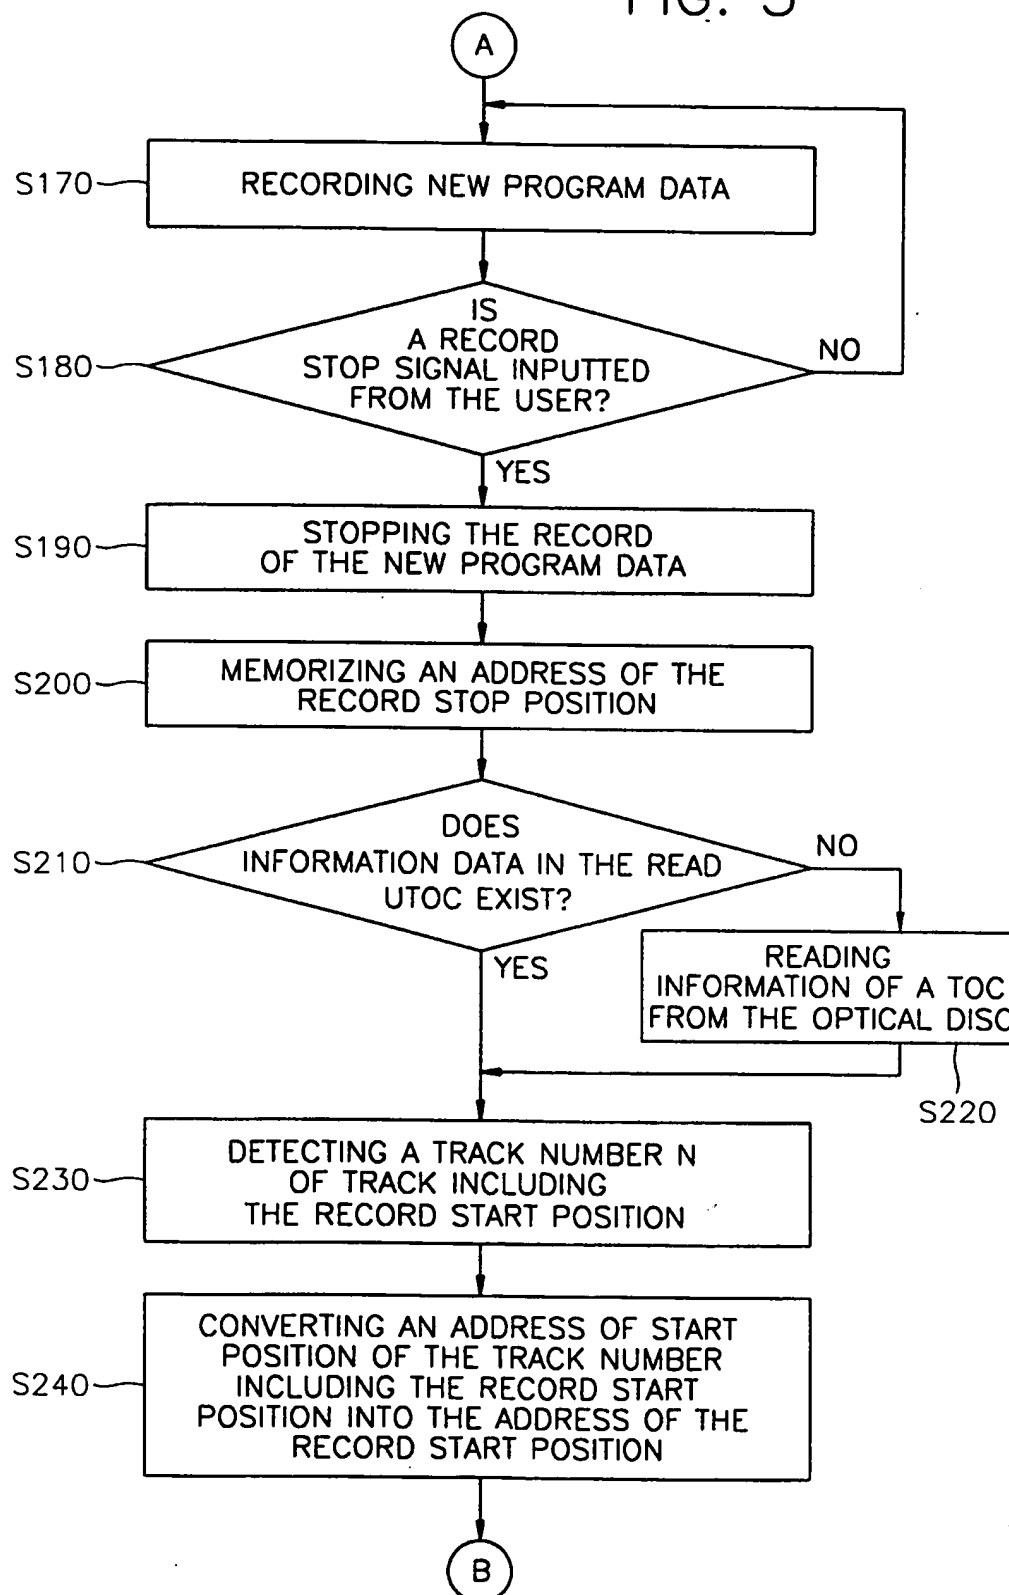 FIG. 5
A
S170
RECORDING NEW PROGRAM DATA
IS
A RECORD
STOP SIGNAL INPUTTED
FROM THE USER?
S180
NO
YES
S190
STOPPING THE RECORD
OF THE NEW PROGRAM DATA
S200
MEMORIZING AN ADDRESS OF THE
RECORD STOP POSITION
DOES
INFORMATION DATA IN THE READ
UTOC EXIST?
S210
NO
YES
READING
INFORMATION OF A TOC
FROM THE OPTICAL DISC
S220
S230
DETECTING A TRACK NUMBER N
OF TRACK INCLUDING
THE RECORD START POSITION
S240
CONVERTING AN ADDRESS OF START
POSITION OF THE TRACK NUMBER
INCLUDING THE RECORD START
POSITION INTO THE ADDRESS OF THE
RECORD START POSITION
B